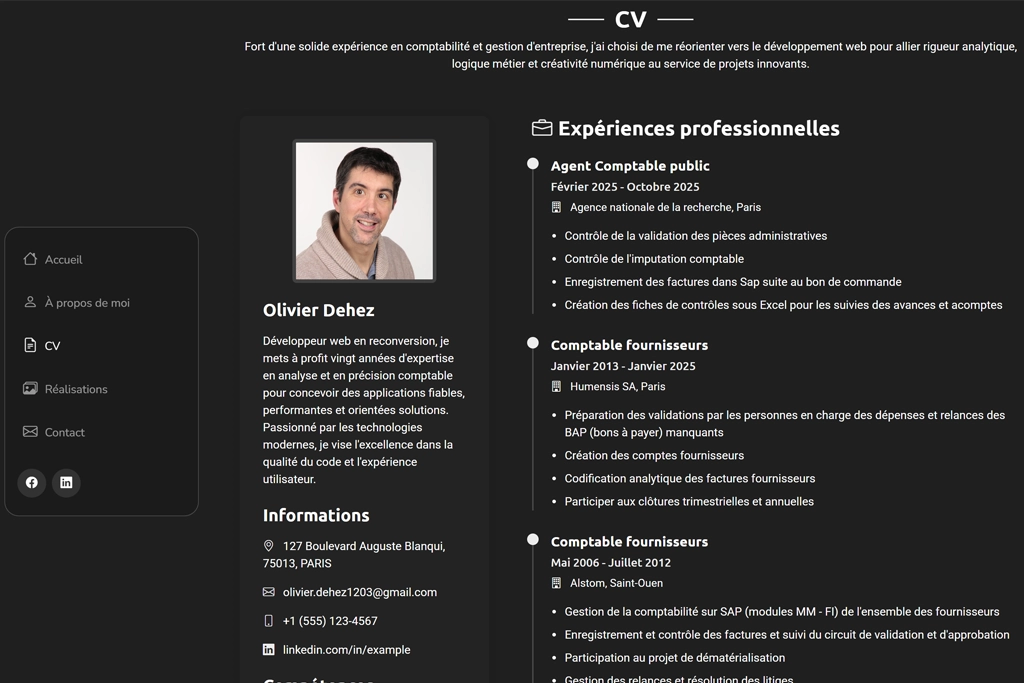 CV
Fort d'une solide expérience en comptabilité et gestion d'entreprise, j'ai choisi de me réorienter vers le développement web pour allier rigueur analytique,
logique métier et créativité numérique au service de projets innovants.
Accueil
À propos de moi
CV
Réalisations
Contact
Olivier Dehez
Développeur web en reconversion, je
mets à profit vingt années d'expertise
en analyse et en précision comptable
pour concevoir des applications fiables,
performantes et orientées solutions.
Passionné par les technologies
modernes, je vise l'excellence dans la
qualité du code et l'expérience
utilisateur.
Informations
127 Boulevard Auguste Blanqui,
75013, PARIS
olivier.dehez1203@gmail.com
+1 (555) 123-4567
linkedin.com/in/example
Compétences
Expériences professionnelles
Agent Comptable public
Février 2025 - Octobre 2025
Agence nationale de la recherche, Paris
• Contrôle de la validation des pièces administratives
• Contrôle de l'imputation comptable
• Enregistrement des factures dans Sap suite au bon de commande
• Création des fiches de contrôles sous Excel pour les suivies des avances et acomptes
Comptable fournisseurs
Janvier 2013 - Janvier 2025
Humensis SA, Paris
• Préparation des validations par les personnes en charge des dépenses et relances des
BAP (bons à payer) manquants
• Création des comptes fournisseurs
• Codification analytique des factures fournisseurs
• Participer aux clôtures trimestrielles et annuelles
Comptable fournisseurs
Mai 2006 - Juillet 2012
Alstom, Saint-Ouen
• Gestion de la comptabilité sur SAP (modules MM - FI) de l'ensemble des fournisseurs
• Enregistrement et contrôle des factures et suivi du circuit de validation et d'approbation
• Participation au projet de dématérialisation
• Gestion des relances et résolution des litiges